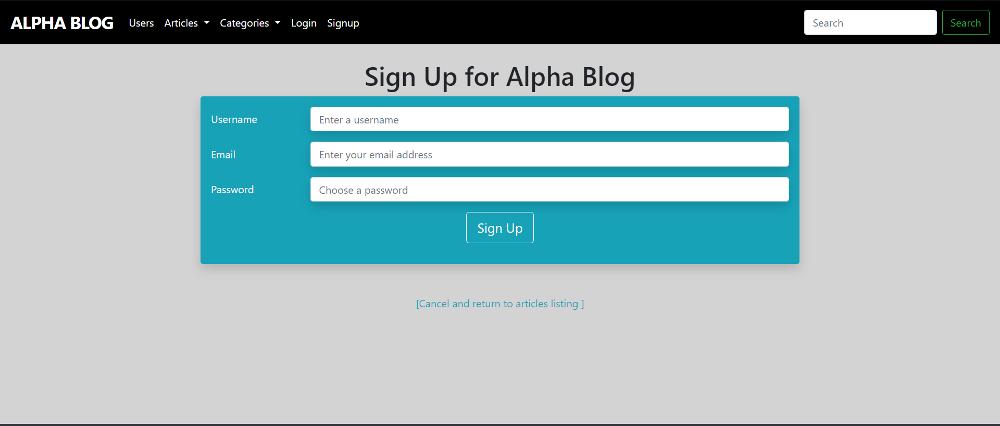 ALPHA BLOG Users Articles Categories Login Signup Search Search
Sign Up for Alpha Blog
Username Enter a username
Email Enter your email address
Password Choose a password
Sign Up
[Cancel and return to articles listing ]